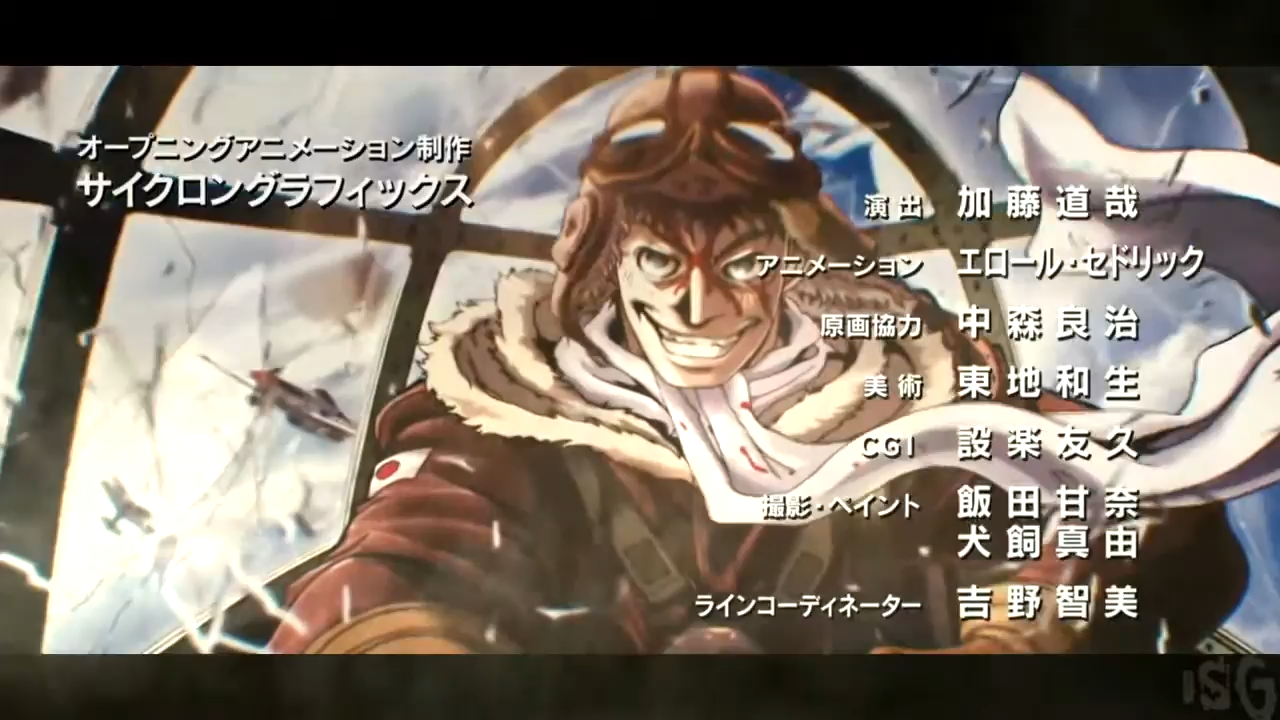 オープニングアニメーション制作
サイクロングラフィックス
演出 加藤道哉
アニメーション エロール・セドリック
原画協力 中森良治
美術 東地和生
CGI 設楽友久
撮影・ペイント 飯田甘奈
犬飼真由
ラインコーディネーター 吉野智美
ISG